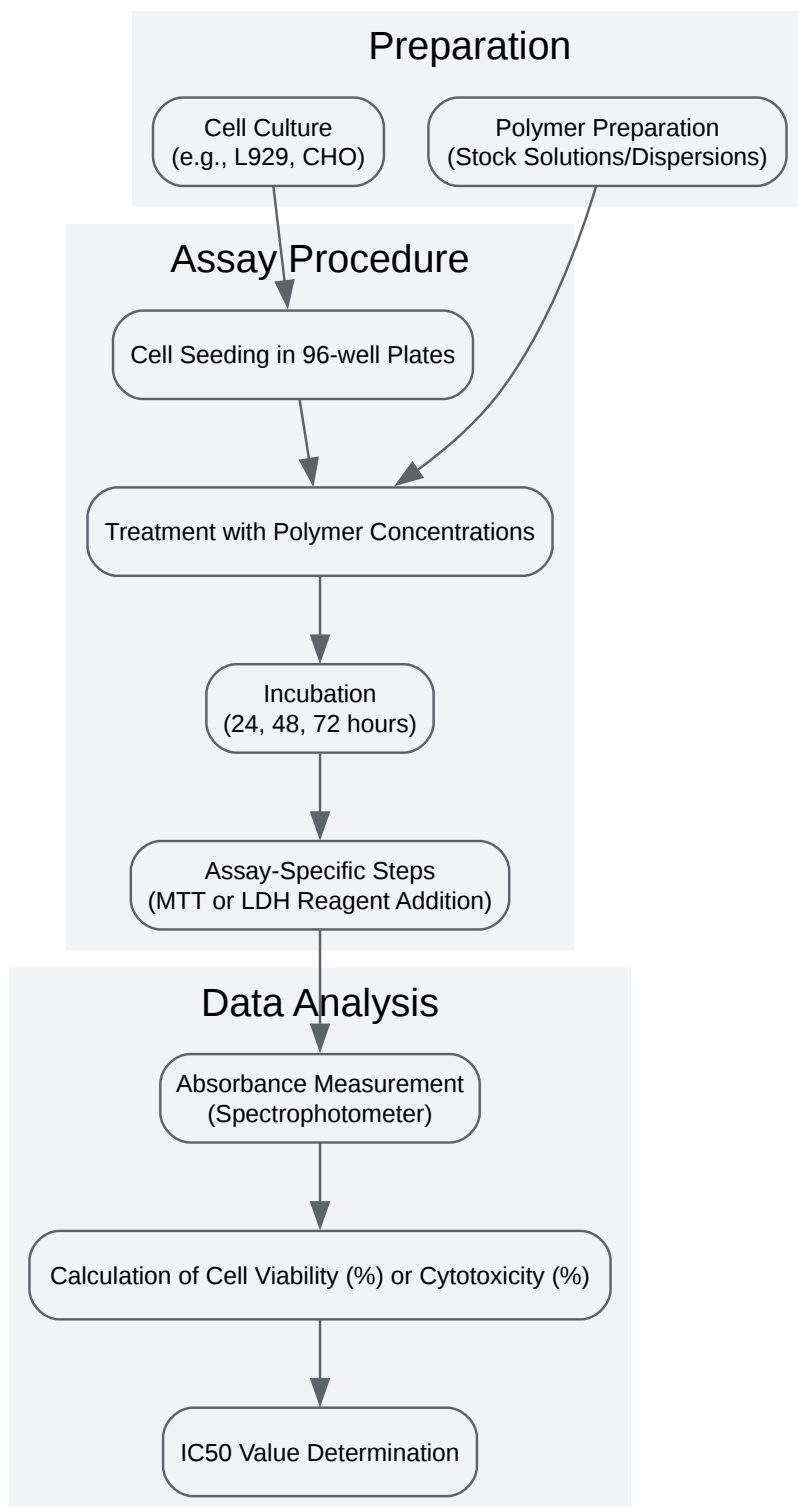 Preparation
Cell Culture
(e.g., L929, CHO)
Polymer Preparation
(Stock Solutions/Dispersions)
Assay Procedure
Cell Seeding in 96-well Plates
Treatment with Polymer Concentrations
Incubation
(24, 48, 72 hours)
Assay-Specific Steps
(MTT or LDH Reagent Addition)
Data Analysis
Absorbance Measurement
(Spectrophotometer)
Calculation of Cell Viability (%) or Cytotoxicity (%)
IC50 Value Determination